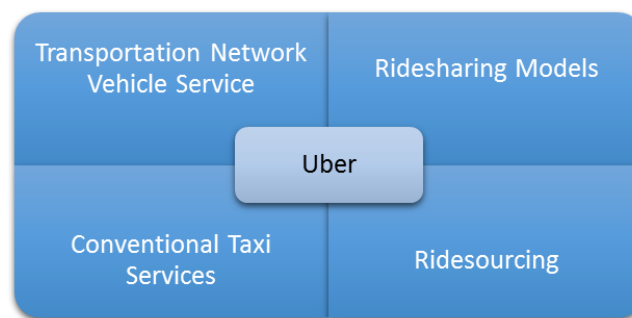 Transportation Network
Vehicle Service
Ridesharing Models
Uber
Conventional Taxi
Services
Ridesourcing